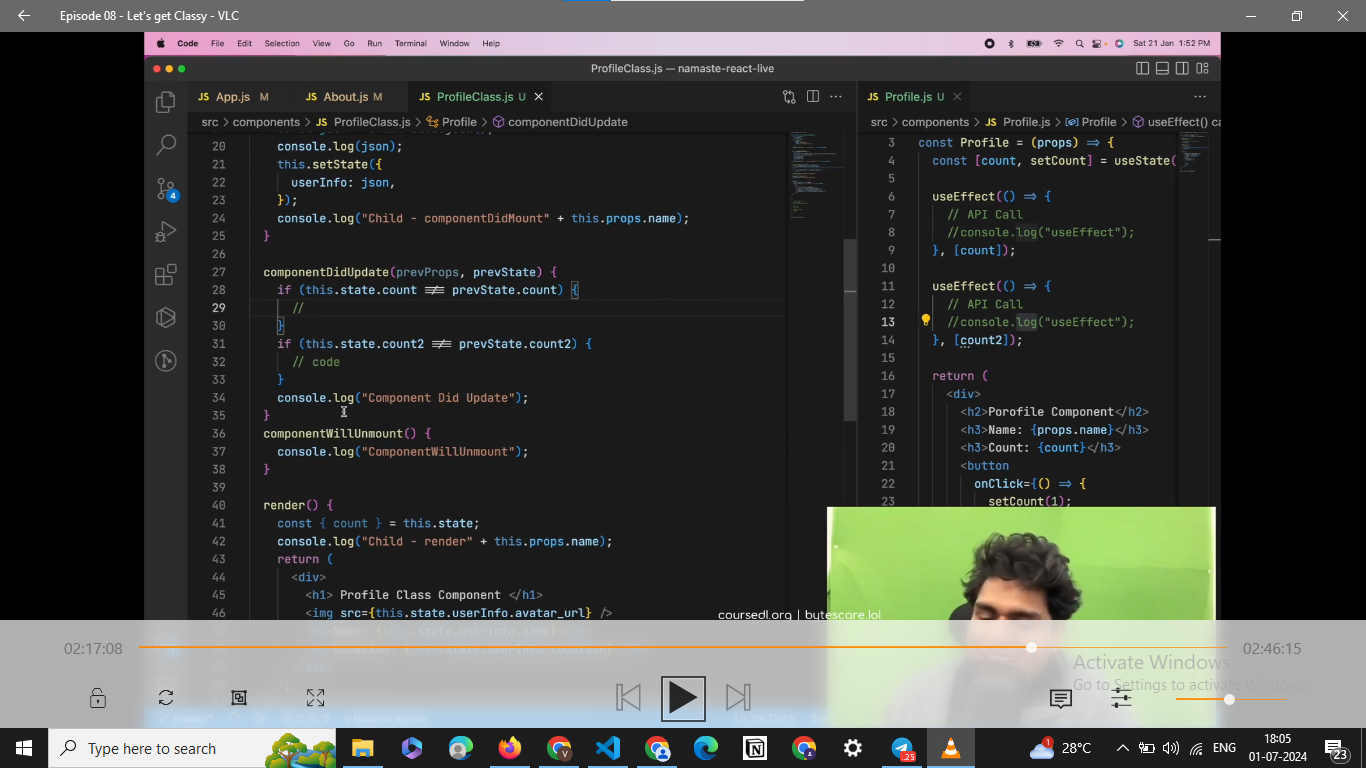 Episode 08 - Let's get Classy - VLC
Code File Edit Selection View Go Run Terminal Window Help
Sat 21 Jan 1:52 PM
ProfileClass.js — namaste-react-live
JS App.js M
JS About.js M
JS ProfileClass.js U
src > components > JS ProfileClass.js > Profile > componentDidUpdate
20 console.log(json);
21 this.setState({
22 userInfo: json,
23 });
24 console.log("Child - componentDidMount" + this.props.name);
25 }
26
27 componentDidUpdate(prevProps, prevState) {
28 if (this.state.count !== prevState.count) {
29 //
30 }
31 if (this.state.count2 !== prevState.count2) {
32 // code
33 }
34 console.log("Component Did Update");
35 }
36 componentWillUnmount() {
37 console.log("ComponentWillUnmount");
38 }
39
40 render() {
41 const { count } = this.state;
42 console.log("Child - render" + this.props.name);
43 return (
44 <div>
45 <h1> Profile Class Component </h1>
46 <img src={this.state.userInfo.avatar_url} />
JS Profile.js U
src > components > JS Profile.js > Profile > useEffect()
3 const Profile = (props) => {
4 const [count, setCount] = useState(
5
6 useEffect(() => {
7 // API Call
8 //console.log("useEffect");
9 }, [count]);
10
11 useEffect(() => {
12 // API Call
13 //console.log("useEffect");
14 }, [count2]);
15
16 return (
17 <div>
18 <h2>Porofile Component</h2>
19 <h3>Name: {props.name}</h3>
20 <h3>Count: {count}</h3>
21 <button
22 onClick={() => {
23 setCount(1);
4
coursedl.org | bytescare.lol
02:17:08
02:46:15
Activate Windows
Go to Settings to activate Windows.
Type here to search
V
N
.25
1
28°C
ENG
18:05
01-07-2024
23